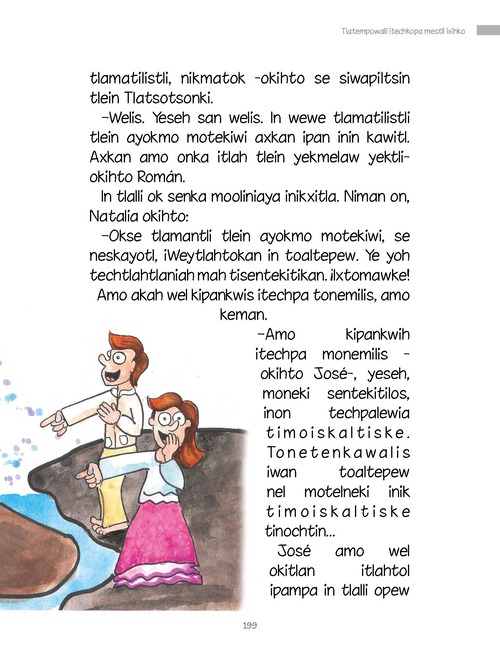 Tlatempowalli itechkopa mestli ixihko
tlamatilistli, nikmatok -okihto se siwapiltsin
tlein Tlatsotsonki.
-Welis. Yeseh san welis. In wewe tlamatilistli
tlein ayokmo motekiwi axkan ipan inin kawitl.
Axkan amo onka itlah tlein yekmelaw yektli-
okihto Román.
In tlalli ok senka mooliniaya inikxitla. Niman on,
Natalia okihto:
-Okse tlamantli tlein ayokmo motekiwi, se
neskayotl, ¡Weytlahtokan in toaltepew. Ye yoh
techtlahtlaniah mah tisentekitikan. ¡Ixtomawke!
Amo akah wel kipankwis itechpa tonemilis, amo
keman.
-Amo kipankwih
itechpa monemilis -
okihto José-, yeseh,
moneki sentekitilos,
inon techpalewia
timoiskaltiske.
Tonetenkawalis
iwan toaltepew
nel motelneki inik
timoiskaltiske
tinochtin...
José amo wel
okitlan itlahtol
ipampa in tlalli opew
199